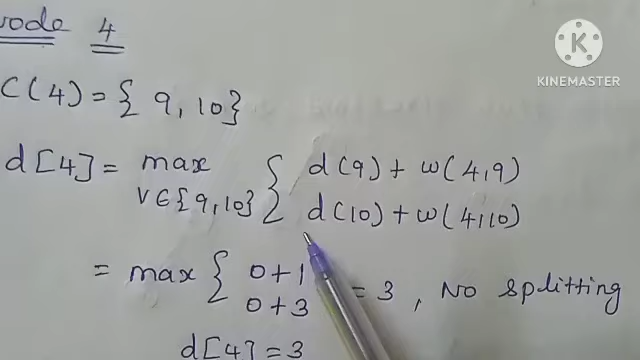 node 4
K
KINEMASTER
C(4) = { 9, 10}
d[4] = max { d(9) + w(4,9)
V∈{9,10} d(10) + w(4,10)
= max { 0+1
0+3 = 3 , No splitting
d[4] = 3